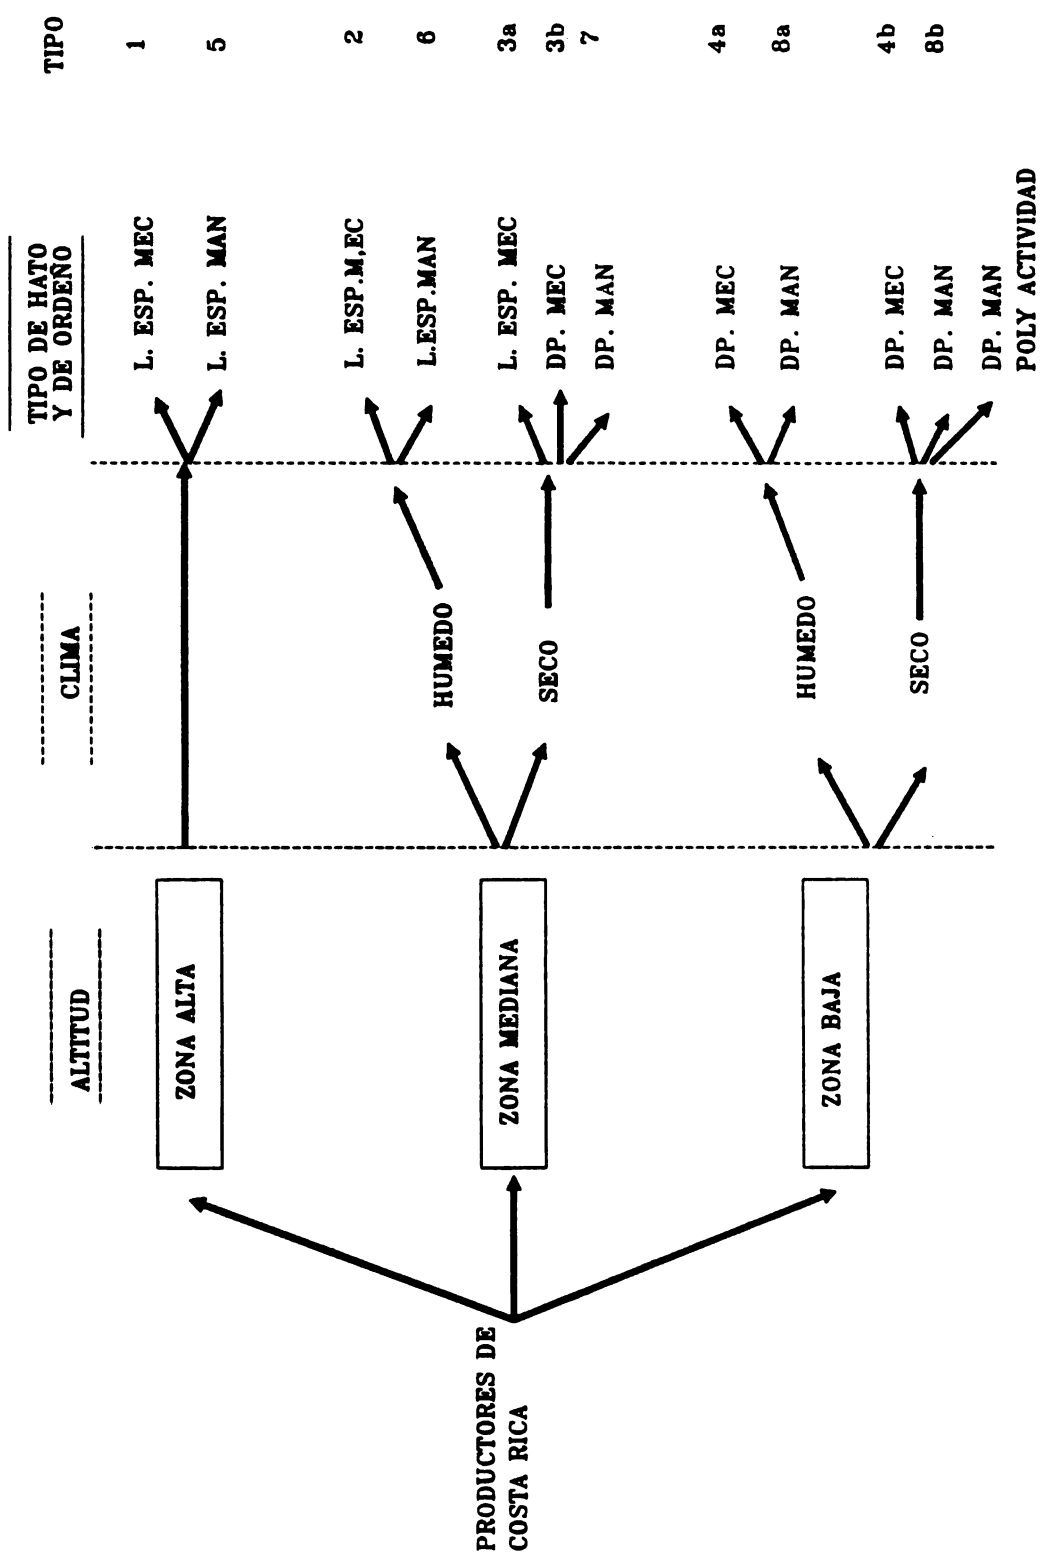 ALTITUD
CLIMA
TIPO DE HATO
Y DE ORDEÑO
TIPO
PRODUCTORES DE
COSTA RICA
ZONA ALTA
L. ESP. MEC
1
L. ESP. MAN
5
ZONA MEDIANA
HUMEDO
L. ESP.M,EC
2
L.ESP.MAN
6
SECO
L. ESP. MEC
3a
DP. MEC
3b
DP. MAN
7
ZONA BAJA
HUMEDO
DP. MEC
4a
DP. MAN
8a
SECO
DP. MEC
4b
DP. MAN
8b
DP. MAN
POLY ACTIVIDAD